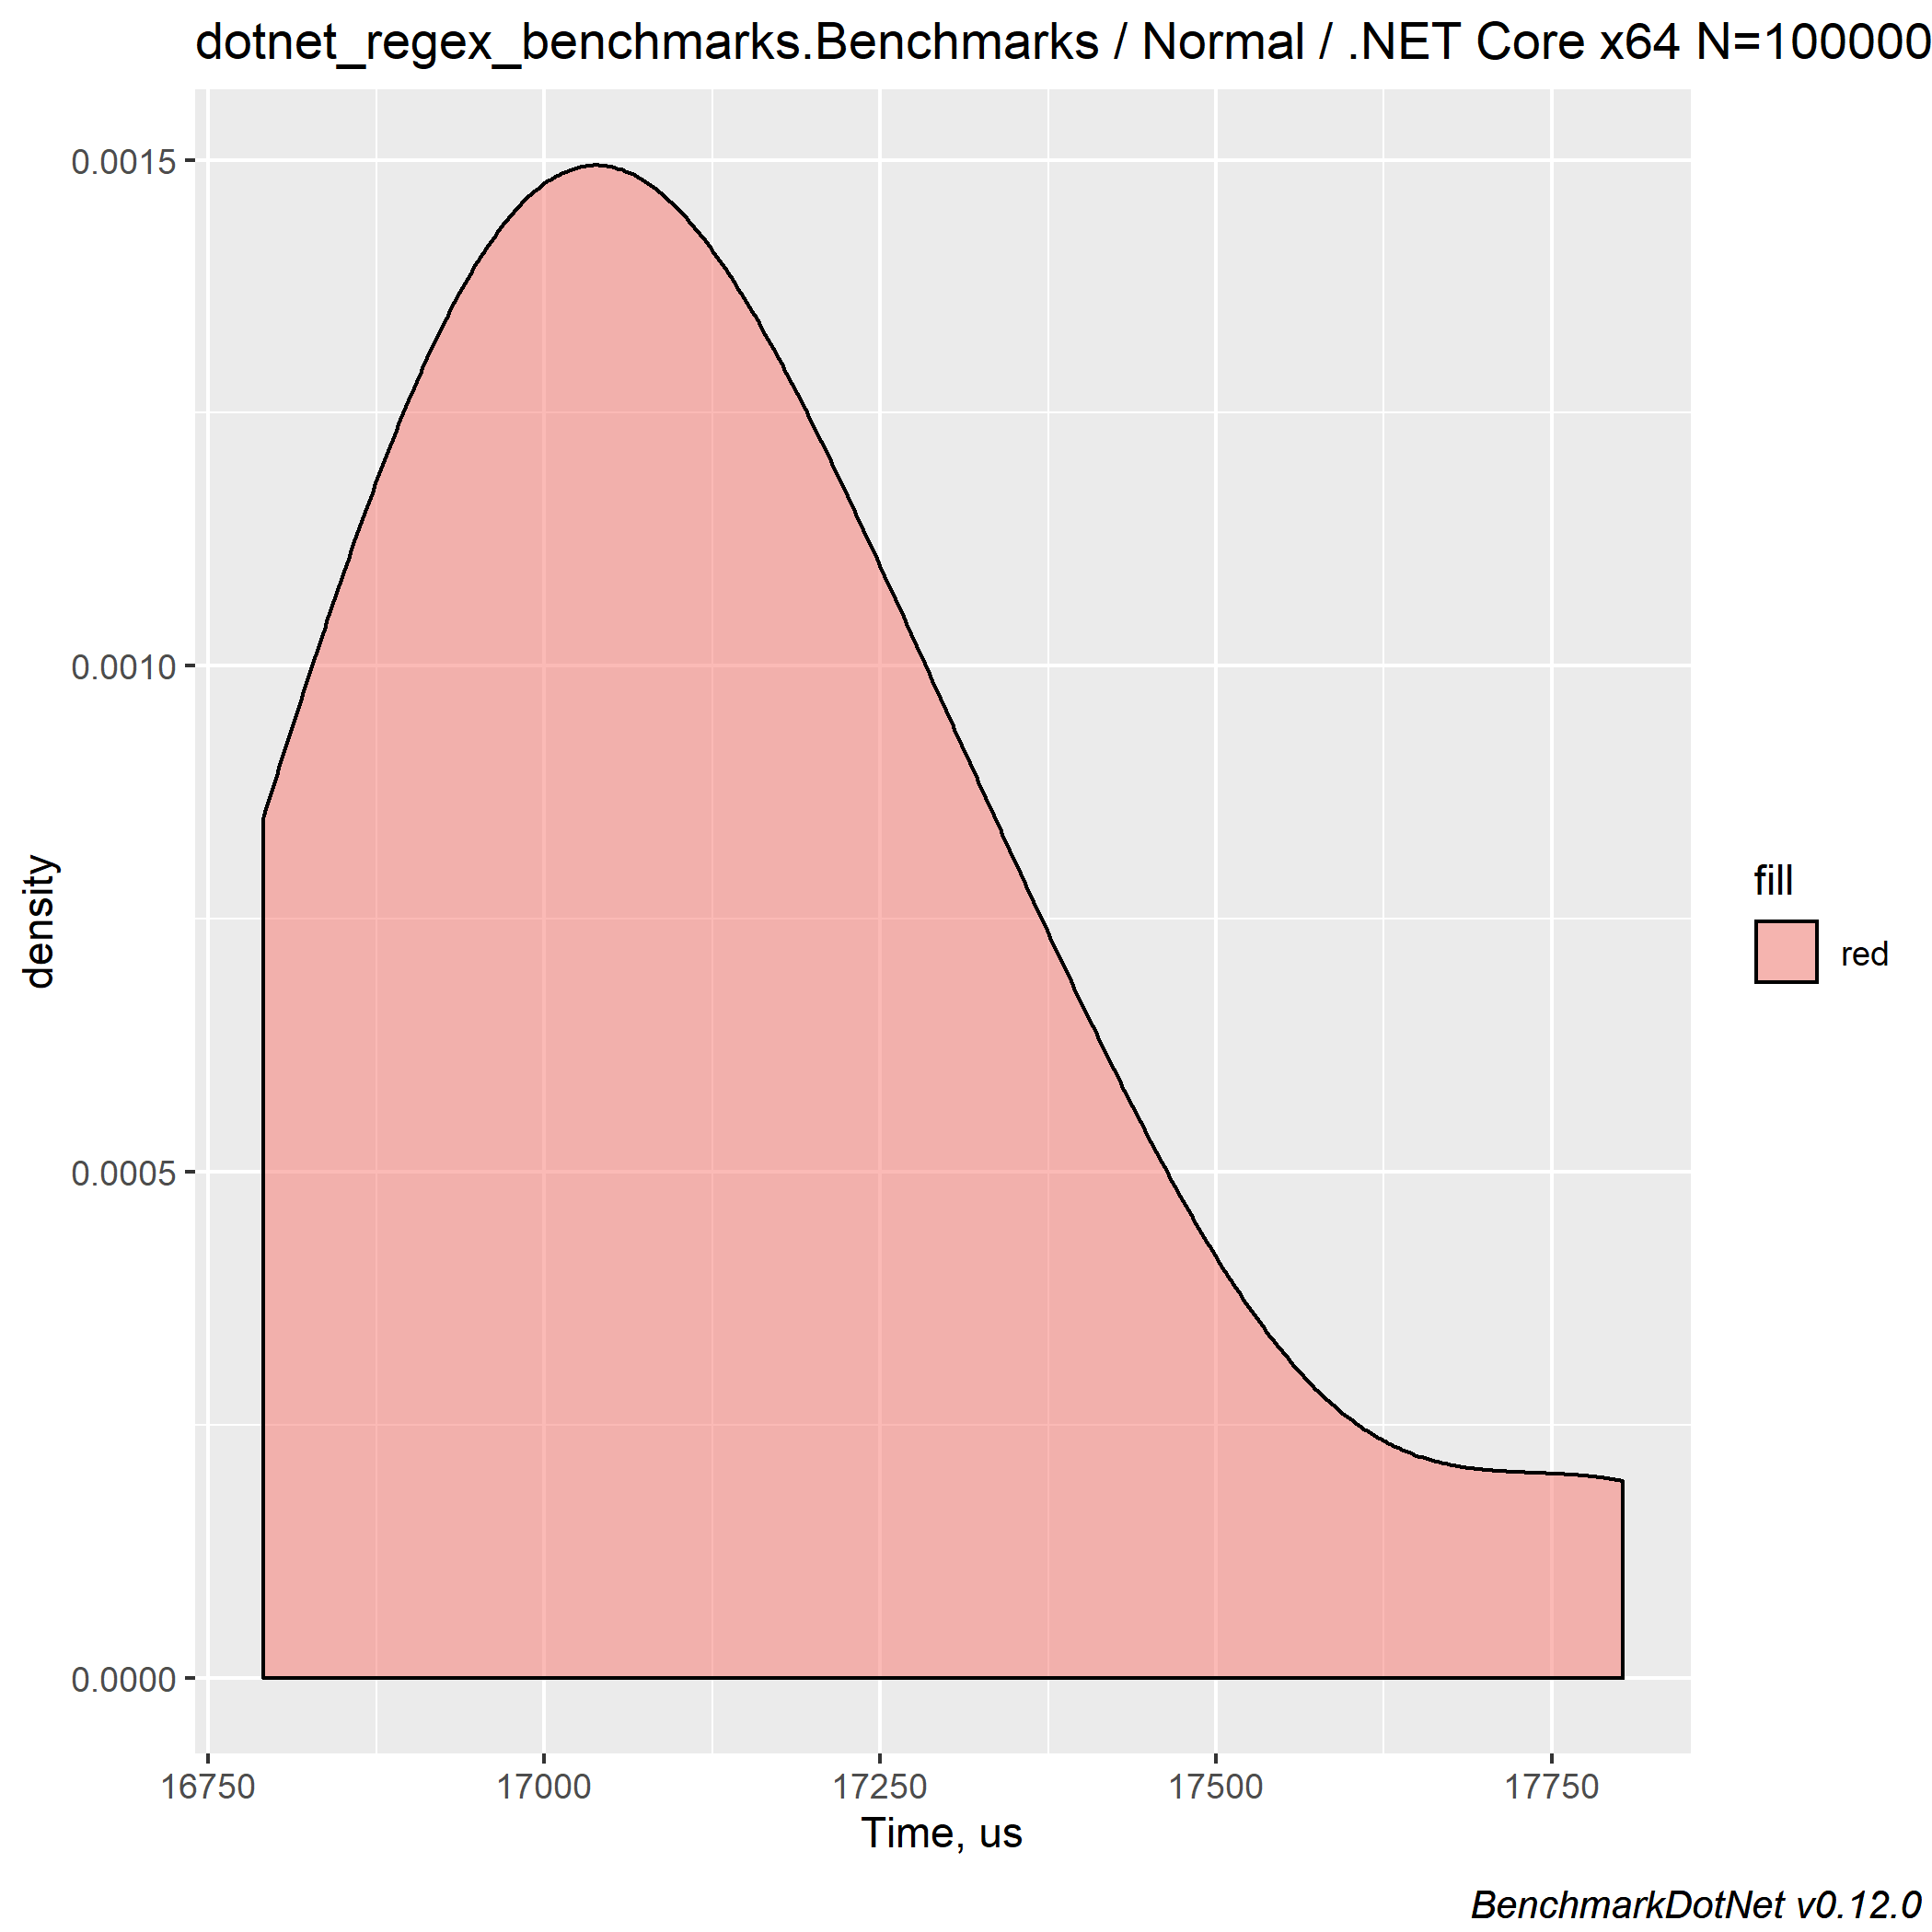 dotnet_regex_benchmarks.Benchmarks / Normal / .NET Core x64 N=100000
0.0015
0.0010
0.0005
0.0000
density
16750 17000 17250 17500 17750
Time, us
fill
red
BenchmarkDotNet v0.12.0